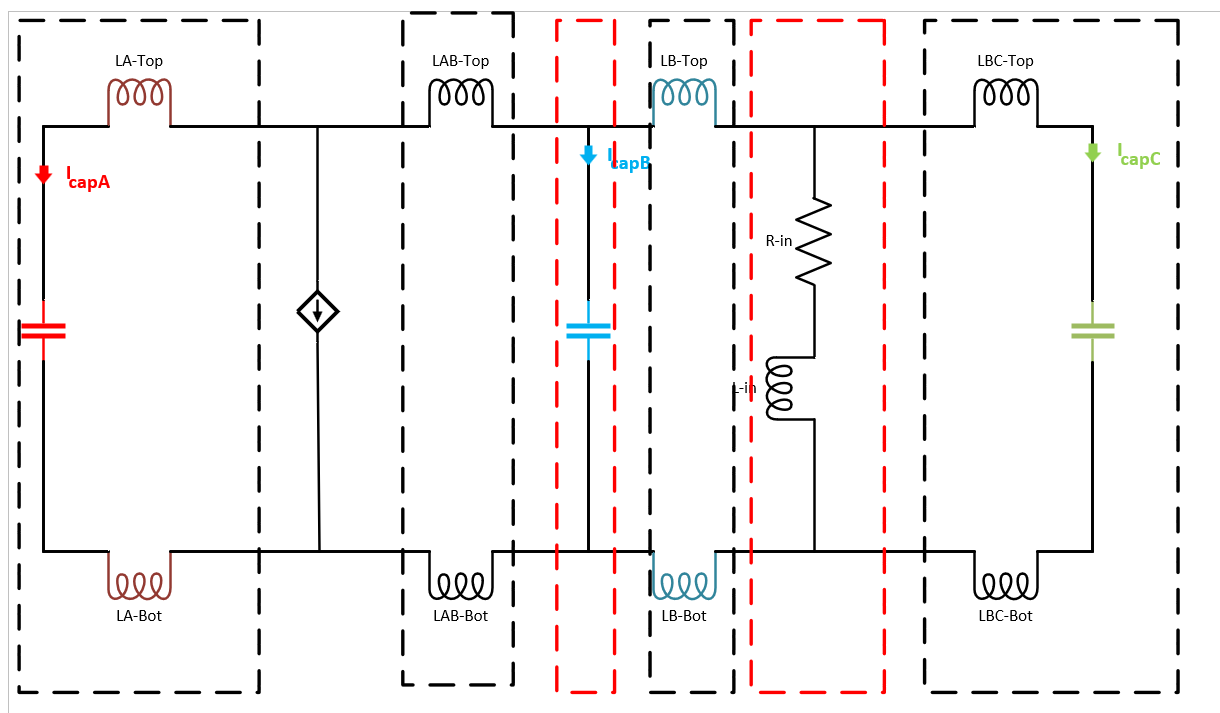 LA-Top
LAB-Top
LB-Top
LBC-Top
IcapA
IcapB
IcapC
R-in
L-in
LA-Bot
LAB-Bot
LB-Bot
LBC-Bot